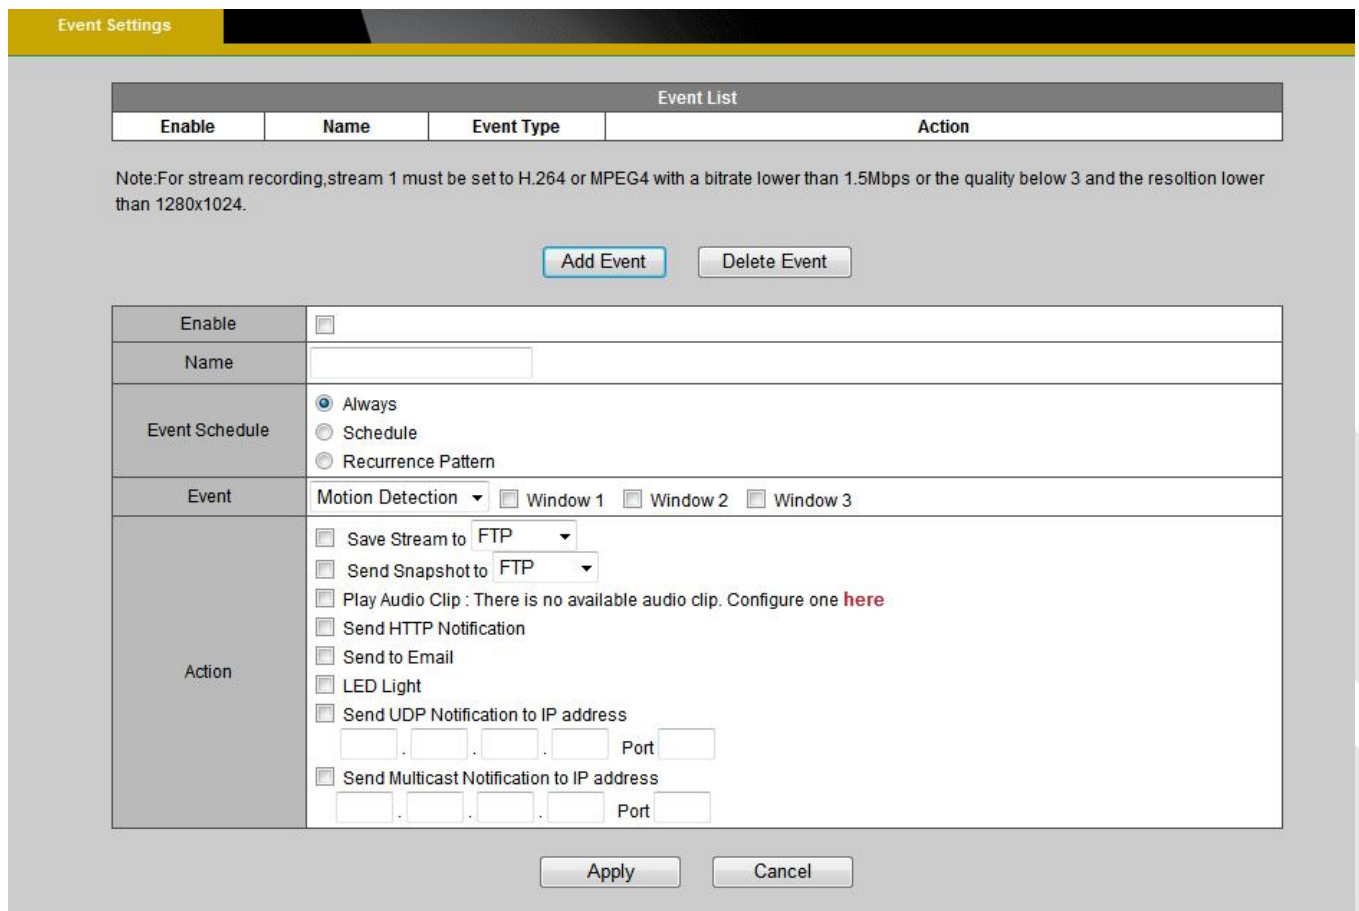 Event Settings
Event List
Enable Name Event Type Action
Note:For stream recording,stream 1 must be set to H.264 or MPEG4 with a bitrate lower than 1.5Mbps or the quality below 3 and the resoltion lower
than 1280x1024.
Add Event Delete Event
Enable
Name
Event Schedule
Always
Schedule
Recurrence Pattern
Event Motion Detection Window 1 Window 2 Window 3
Action
Save Stream to FTP
Send Snapshot to FTP
Play Audio Clip : There is no available audio clip. Configure one here
Send HTTP Notification
Send to Email
LED Light
Send UDP Notification to IP address
. . . Port
Send Multicast Notification to IP address
. . . Port
Apply Cancel